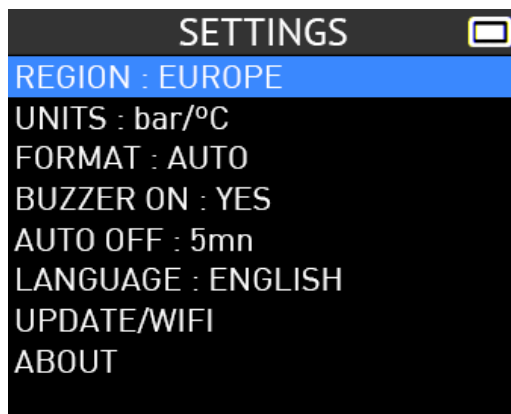 SETTINGS
REGION : EUROPE
UNITS : bar/ºC
FORMAT : AUTO
BUZZER ON : YES
AUTO OFF : 5mn
LANGUAGE : ENGLISH
UPDATE/WIFI
ABOUT